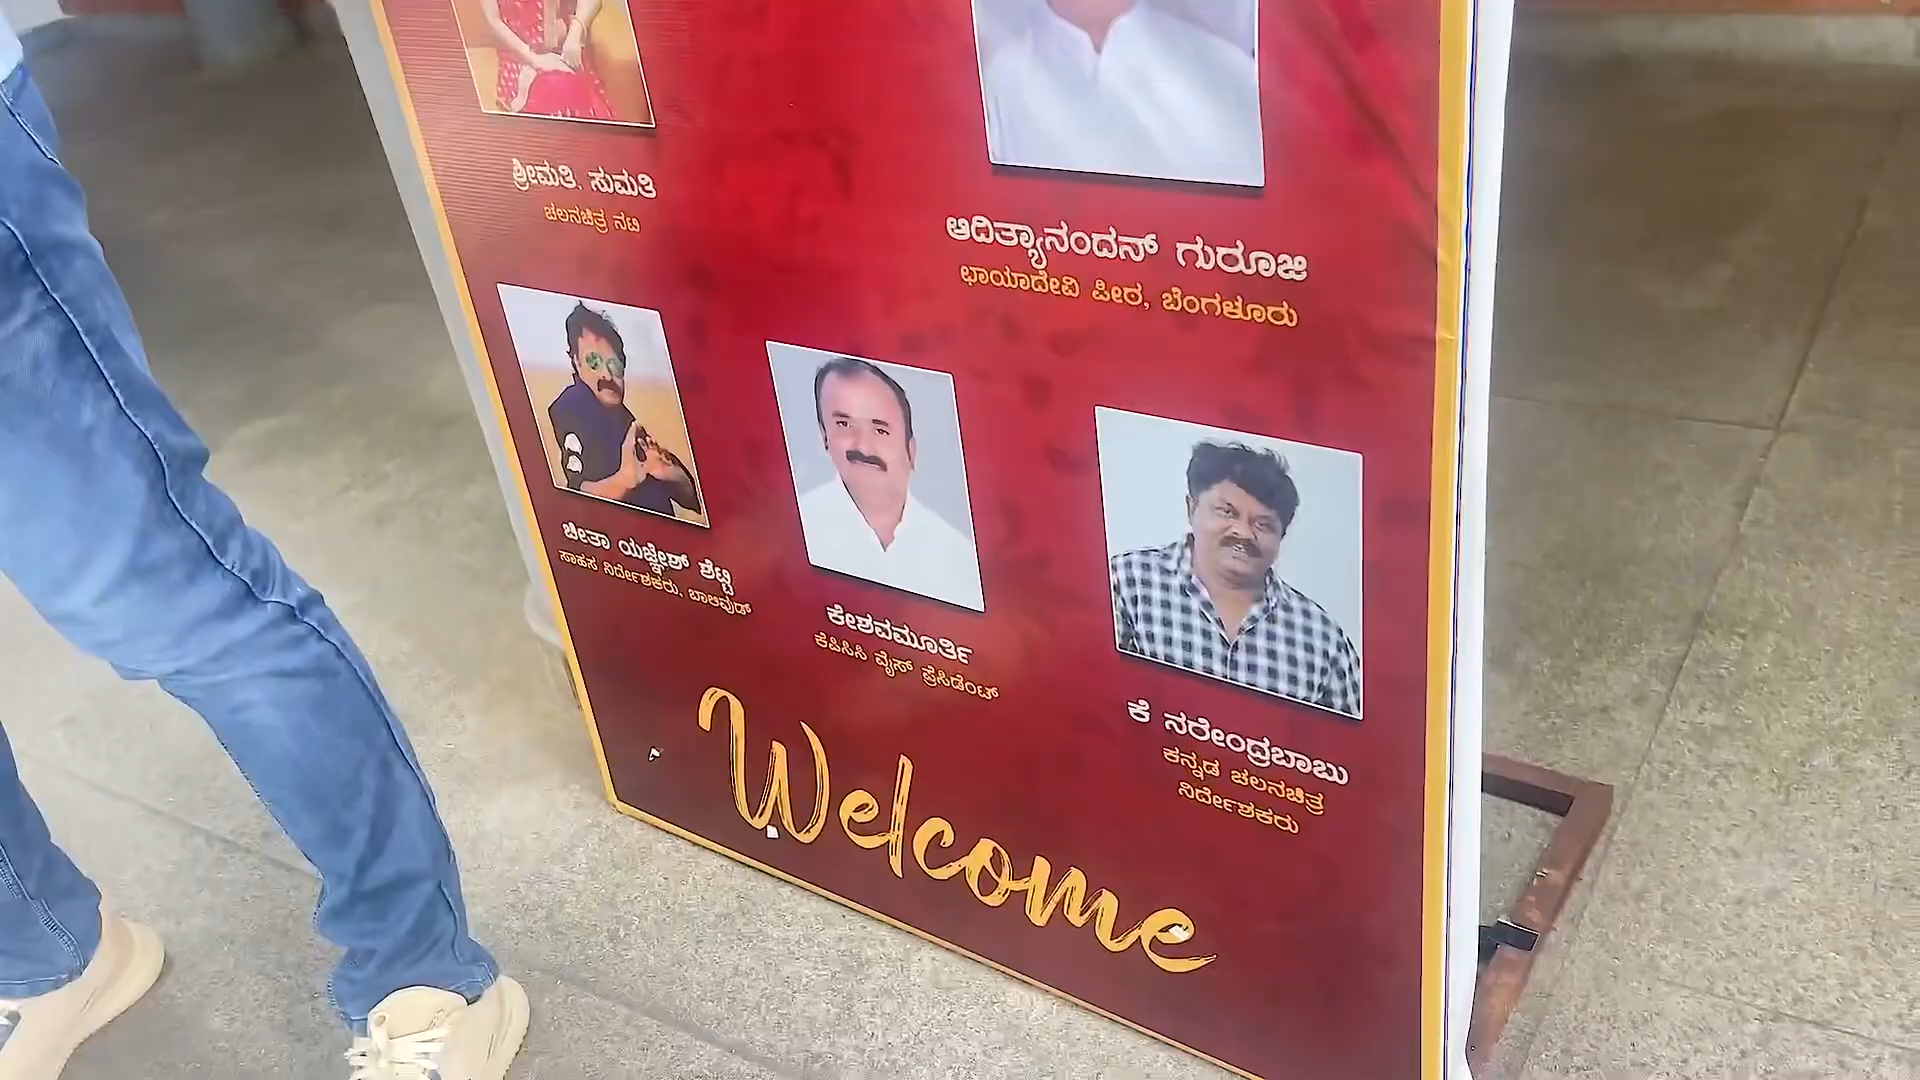 ಶ್ರೀಮತಿ. ಸುಮತಿ
ಚಲನಚಿತ್ರ ನಟಿ
ಆದಿತ್ಯಾನಂದನ್ ಗುರೂಜಿ
ಛಾಯಾದೇವಿ ಪೀಠ, ಬೆಂಗಳೂರು
ಚೀತಾ ಯಜ್ಞೇಶ್ ಶೆಟ್ಟಿ
ಸಾಹಸ ನಿರ್ದೇಶಕರು, ಬಾಲಿವುಡ್
ಕೇಶವಮೂರ್ತಿ
ಕೆಪಿಸಿಸಿ ವೈಸ್ ಪ್ರೆಸಿಡೆಂಟ್
ಕೆ ನರೇಂದ್ರಬಾಬು
ಕನ್ನಡ ಚಲನಚಿತ್ರ
ನಿರ್ದೇಶಕರು
Welcome